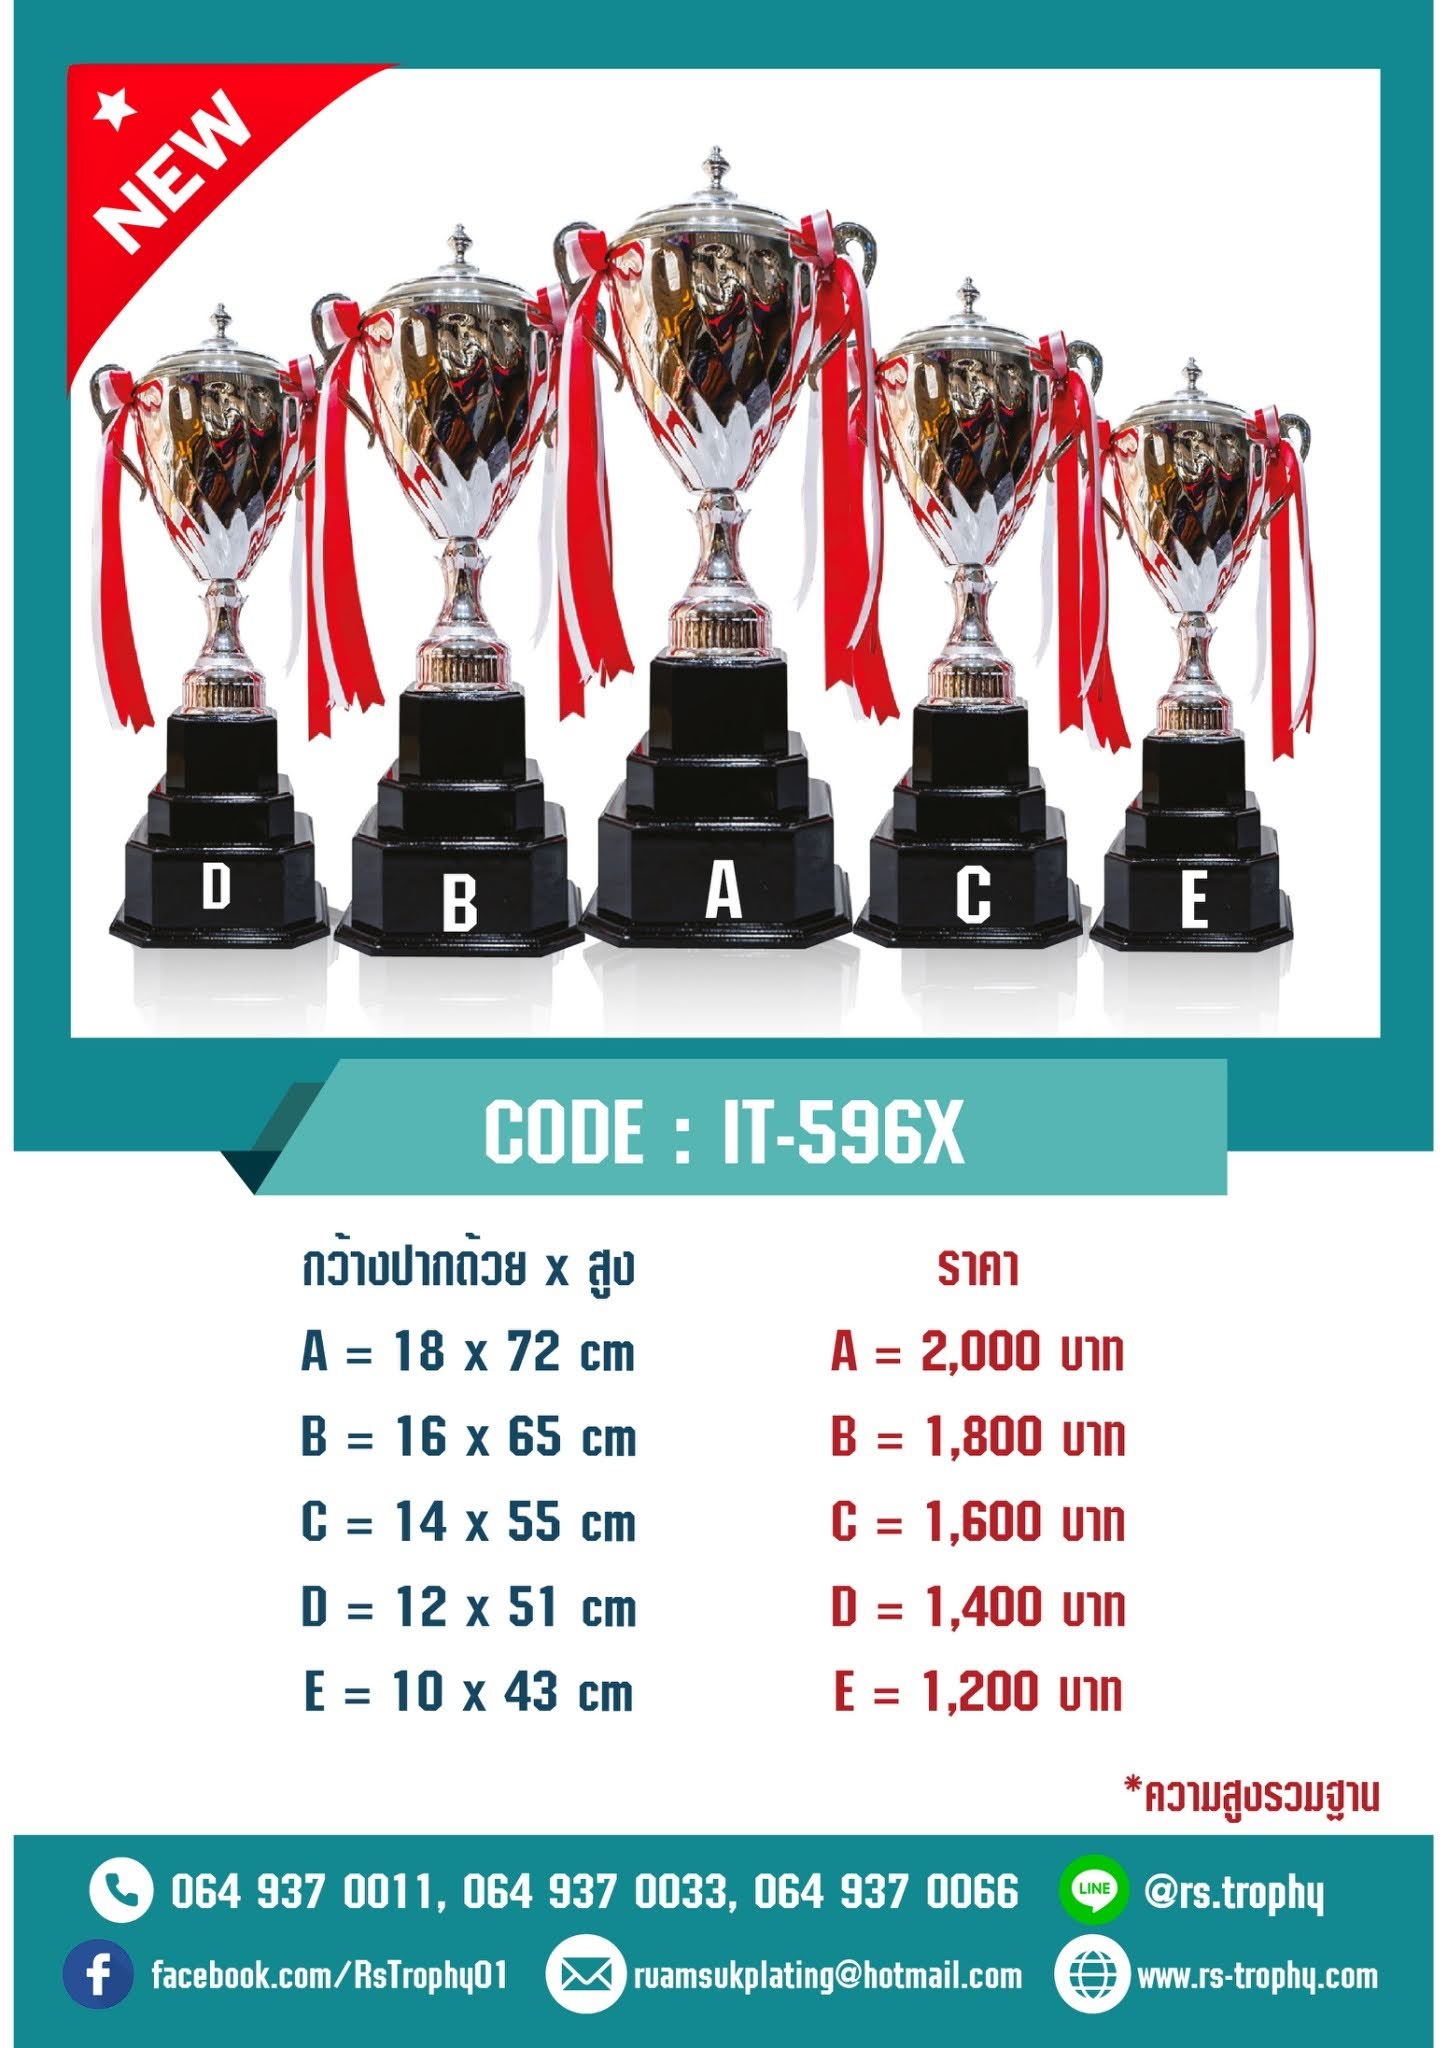 NEW
D
B
A
C
E
CODE : IT-596X
กว้างปากถ้วย x สูง
ราคา
A = 18 x 72 cm
A = 2,000 บาท
B = 16 x 65 cm
B = 1,800 บาท
C = 14 x 55 cm
C = 1,600 บาท
D = 12 x 51 cm
D = 1,400 บาท
E = 10 x 43 cm
E = 1,200 บาท
*ความสูงรวมฐาน
064 937 0011, 064 937 0033, 064 937 0066
LINE
@rs.trophy
facebook.com/RsTrophy01
ruamsukplating@hotmail.com
www.rs-trophy.com